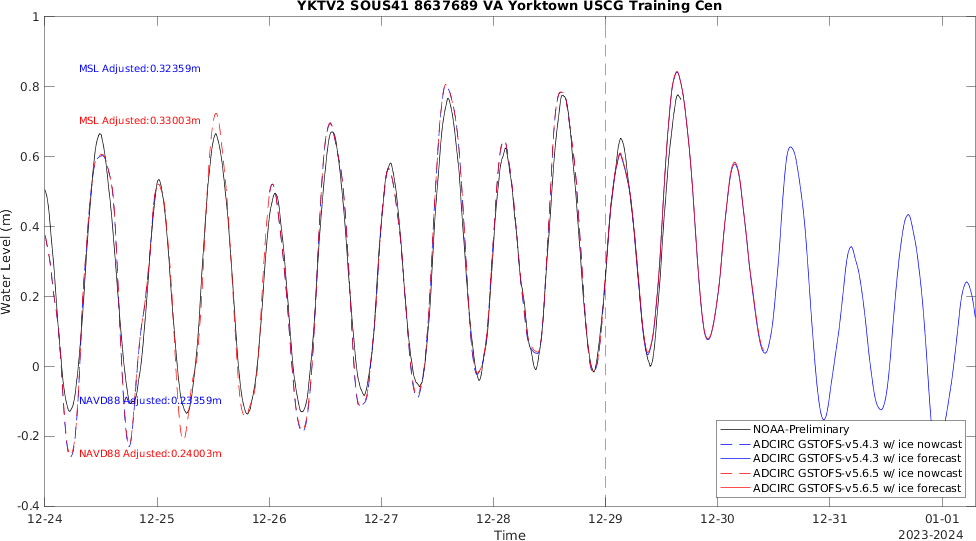 YKTV2 SOUS41 8637689 VA Yorktown USCG Training Cen
1
0.8
0.6
0.4
0.2
0
-0.2
-0.4
Water Level (m)
MSL Adjusted:0.32359m
MSL Adjusted:0.33003m
NAVD88 Adjusted:0.23359m
NAVD88 Adjusted:0.24003m
NOAA-Preliminary
ADCIRC GSTOFS-v5.4.3 w/ ice nowcast
ADCIRC GSTOFS-v5.4.3 w/ ice forecast
ADCIRC GSTOFS-v5.6.5 w/ ice nowcast
ADCIRC GSTOFS-v5.6.5 w/ ice forecast
12-24 12-25 12-26 12-27 12-28 12-29 12-30 12-31 01-01
Time
2023-2024